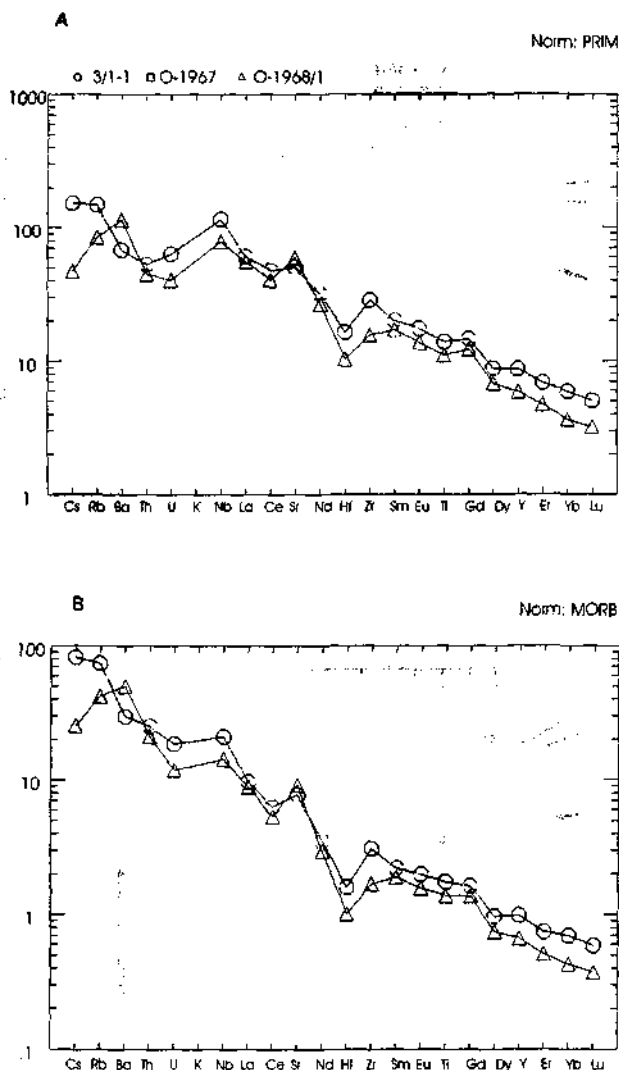 A
Norm: PRIM
3/1-1 O-1967 O-1968/1
1000
100
10
1
Cs Rb Ba Th U K Nb La Ce Sr Nd Hf Zr Sm Eu Ti Gd Dy Y Er Yb Lu
B
Norm: MORB
100
10
1
.1
Cs Rb Ba Th U K Nb La Ce Sr Nd Hf Zr Sm Eu Ti Gd Dy Y Er Yb Lu